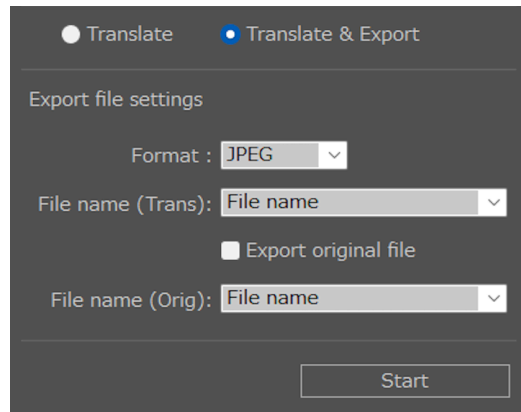 Translate Translate & Export
Export file settings
Format : JPEG
File name (Trans): File name
Export original file
File name (Orig): File name
Start